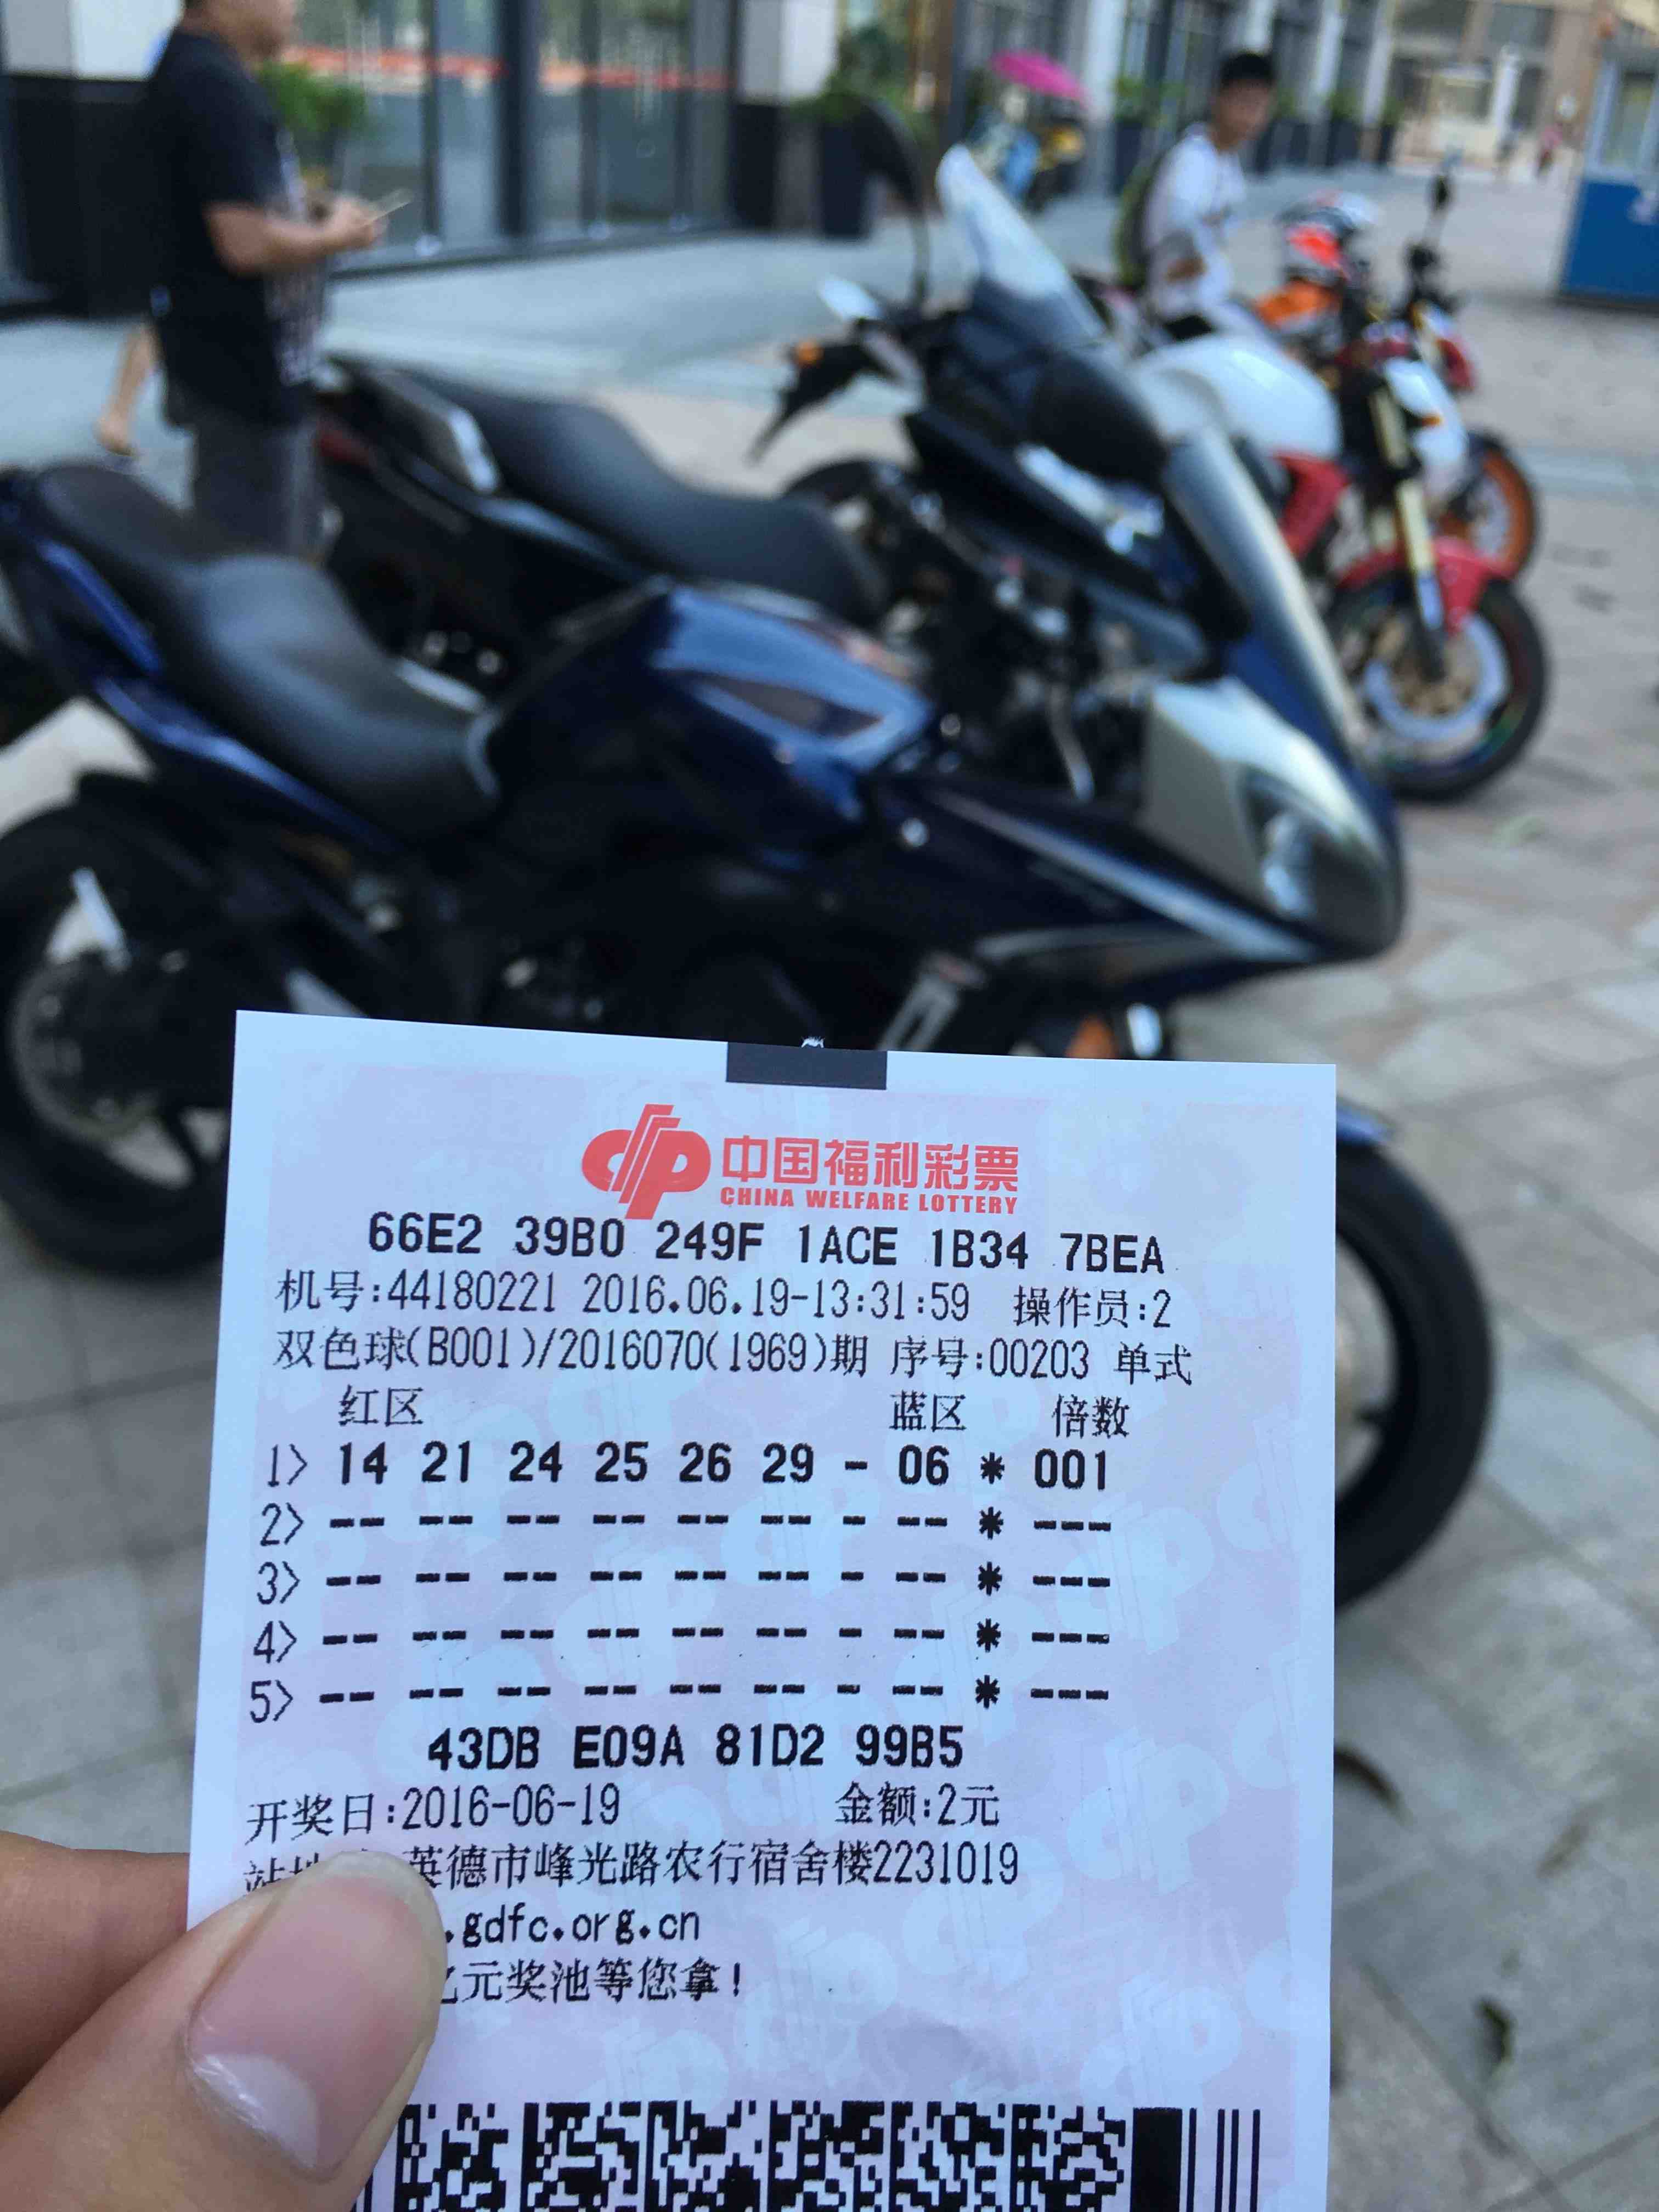 中国福利彩票
CHINA WELFARE LOTTERY
66E2 39B0 249F 1ACE 1B34 7BEA
机号:44180221 2016.06.19-13:31:59 操作员:2
双色球(B001)/2016070(1969)期 序号:00203 单式
红区 蓝区 倍数
1> 14 21 24 25 26 29 - 06 * 001
2> -- -- -- -- -- -- - -- * ---
3> -- -- -- -- -- -- - -- * ---
4> -- -- -- -- -- -- - -- * ---
5> -- -- -- -- -- -- - -- * ---
43DB E09A 81D2 99B5
开奖日:2016-06-19 金额:2元
英德市峰光路农行宿舍楼2231019
.gdfc.org.cn
亿元奖池等您拿!